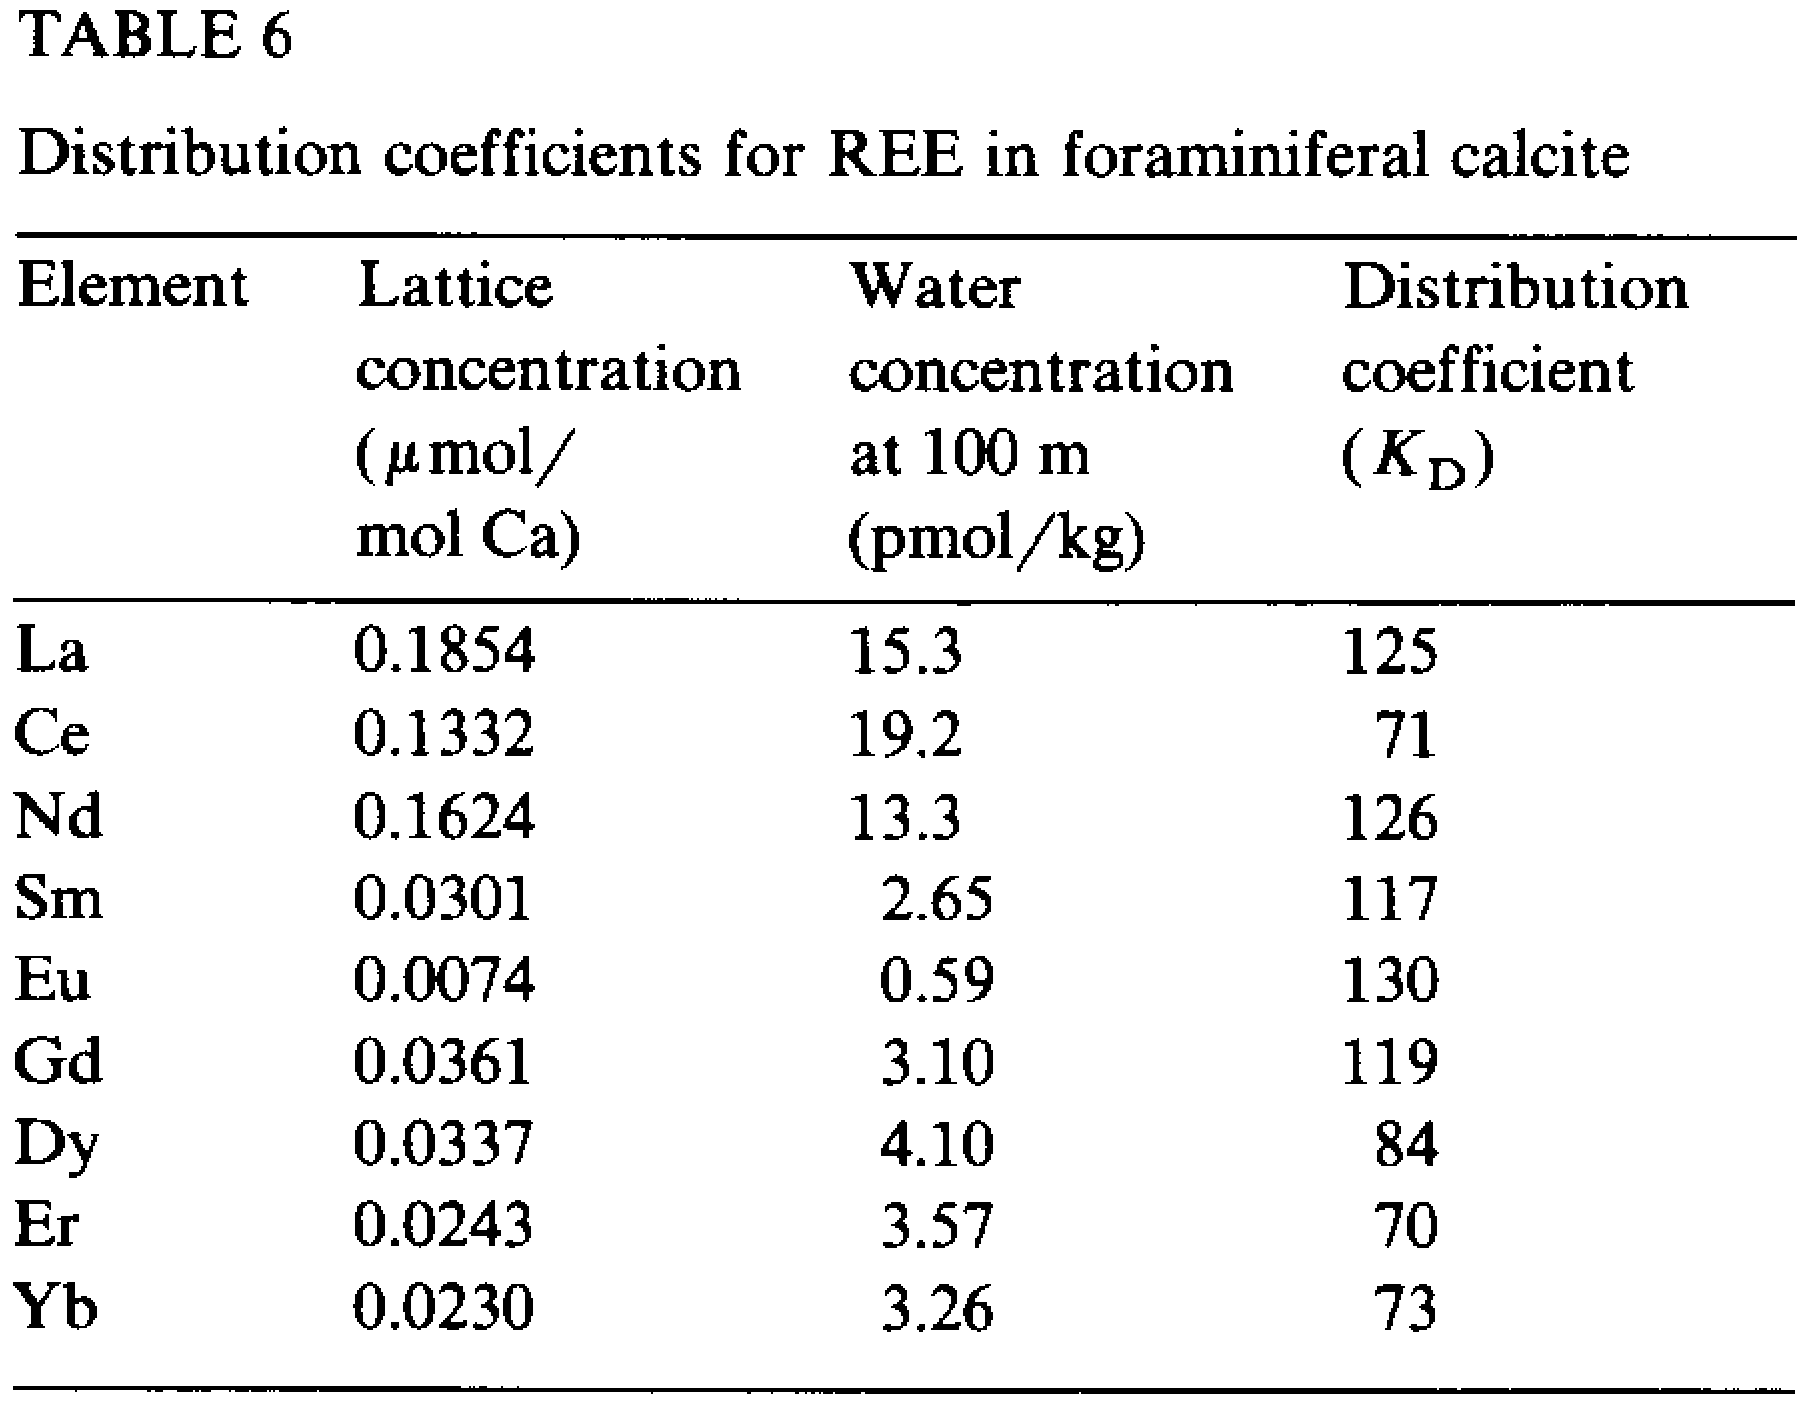 TABLE 6
Distribution coefficients for REE in foraminiferal calcite
Element Lattice Water Distribution
concentration concentration coefficient
(μmol/ at 100 m (KD)
mol Ca) (pmol/kg)
La 0.1854 15.3 125
Ce 0.1332 19.2 71
Nd 0.1624 13.3 126
Sm 0.0301 2.65 117
Eu 0.0074 0.59 130
Gd 0.0361 3.10 119
Dy 0.0337 4.10 84
Er 0.0243 3.57 70
Yb 0.0230 3.26 73